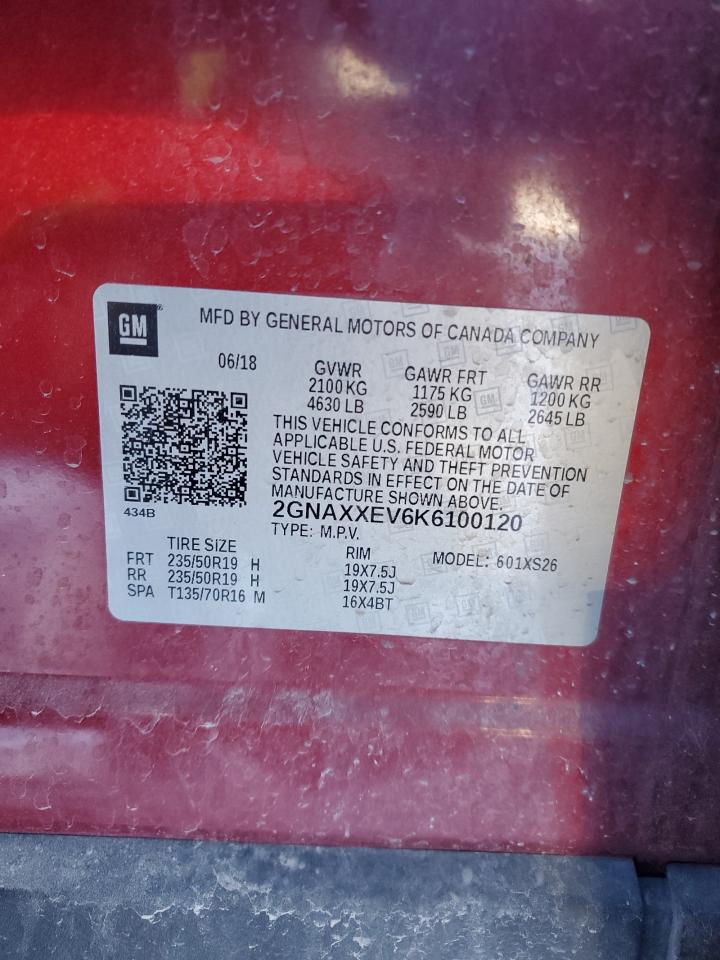 GM
MFD BY GENERAL MOTORS OF CANADA COMPANY
06/18 GVWR GAWR FRT GAWR RR
2100 KG 1175 KG 1200 KG
4630 LB 2590 LB 2645 LB
THIS VEHICLE CONFORMS TO ALL
APPLICABLE U.S. FEDERAL MOTOR
VEHICLE SAFETY AND THEFT PREVENTION
STANDARDS IN EFFECT ON THE DATE OF
MANUFACTURE SHOWN ABOVE.
434B
2GNAXXEV6K6100120
TYPE: M.P.V. MODEL: 601XS26
TIRE SIZE RIM
FRT 235/50R19 H 19X7.5J
RR 235/50R19 H 19X7.5J
SPA T135/70R16 M 16X4BT